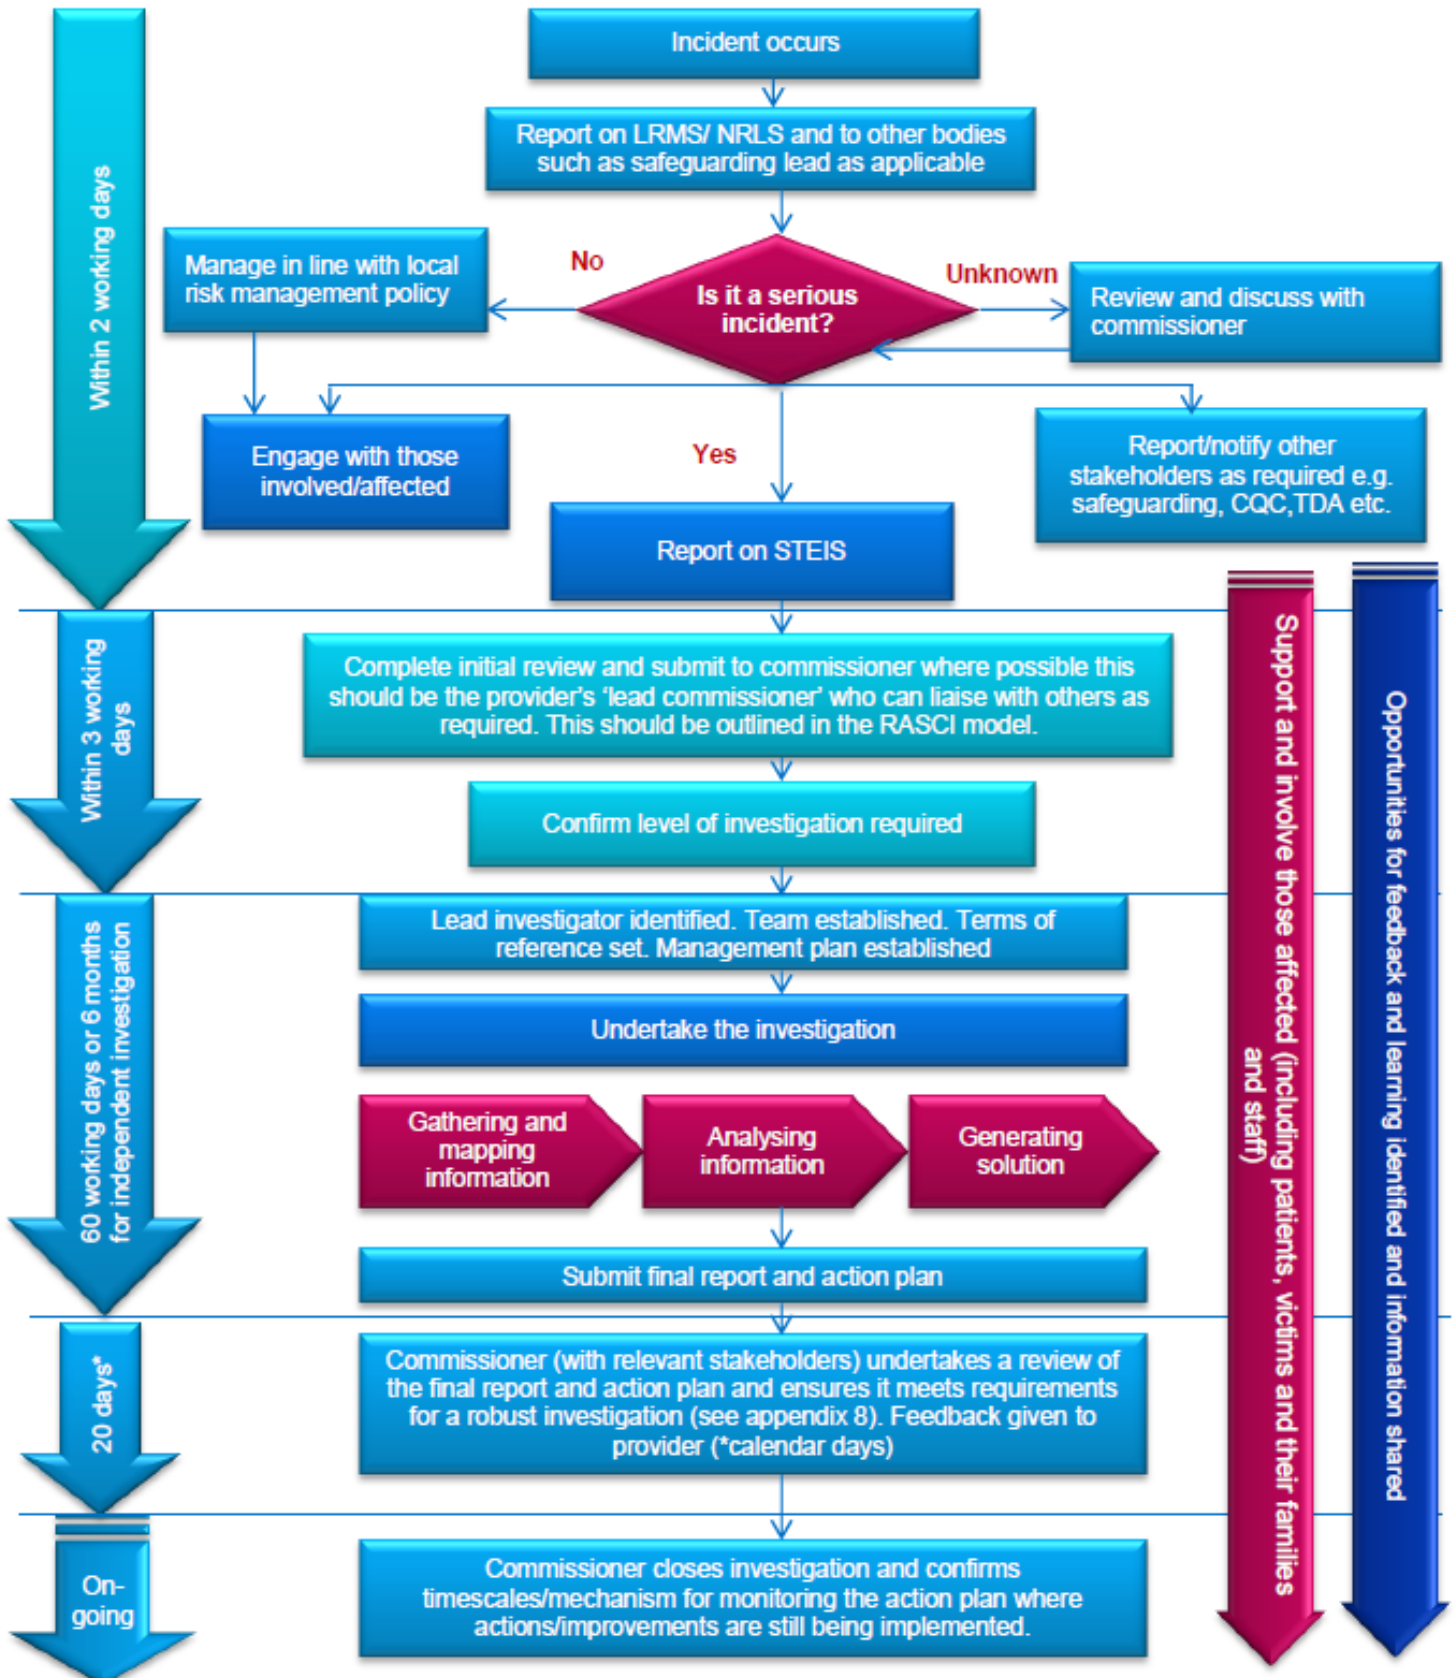 Incident occurs
Report on LRMS/ NRLS and to other bodies
such as safeguarding lead as applicable
Within 2 working days
Manage in line with local
risk management policy
No
Is it a serious
incident?
Unknown
Review and discuss with
commissioner
Engage with those
involved/affected
Yes
Report/notify other
stakeholders as required e.g.
safeguarding, CQC,TDA etc.
Report on STEIS
Within 3 working
days
Complete initial review and submit to commissioner where possible this
should be the provider's ‘lead commissioner’ who can liaise with others as
required. This should be outlined in the RASCI model.
Confirm level of investigation required
60 working days or 6 months
for independent investigation
Lead investigator identified. Team established. Terms of
reference set. Management plan established
Undertake the investigation
Gathering and
mapping
information
Analysing
information
Generating
solution
Submit final report and action plan
20 days*
Commissioner (with relevant stakeholders) undertakes a review of
the final report and action plan and ensures it meets requirements
for a robust investigation (see appendix 8). Feedback given to
provider (*calendar days)
On-
going
Commissioner closes investigation and confirms
timescales/mechanism for monitoring the action plan where
actions/improvements are still being implemented.
Support and involve those affected (including patients, victims and their families
and staff)
Opportunities for feedback and learning identified and information shared